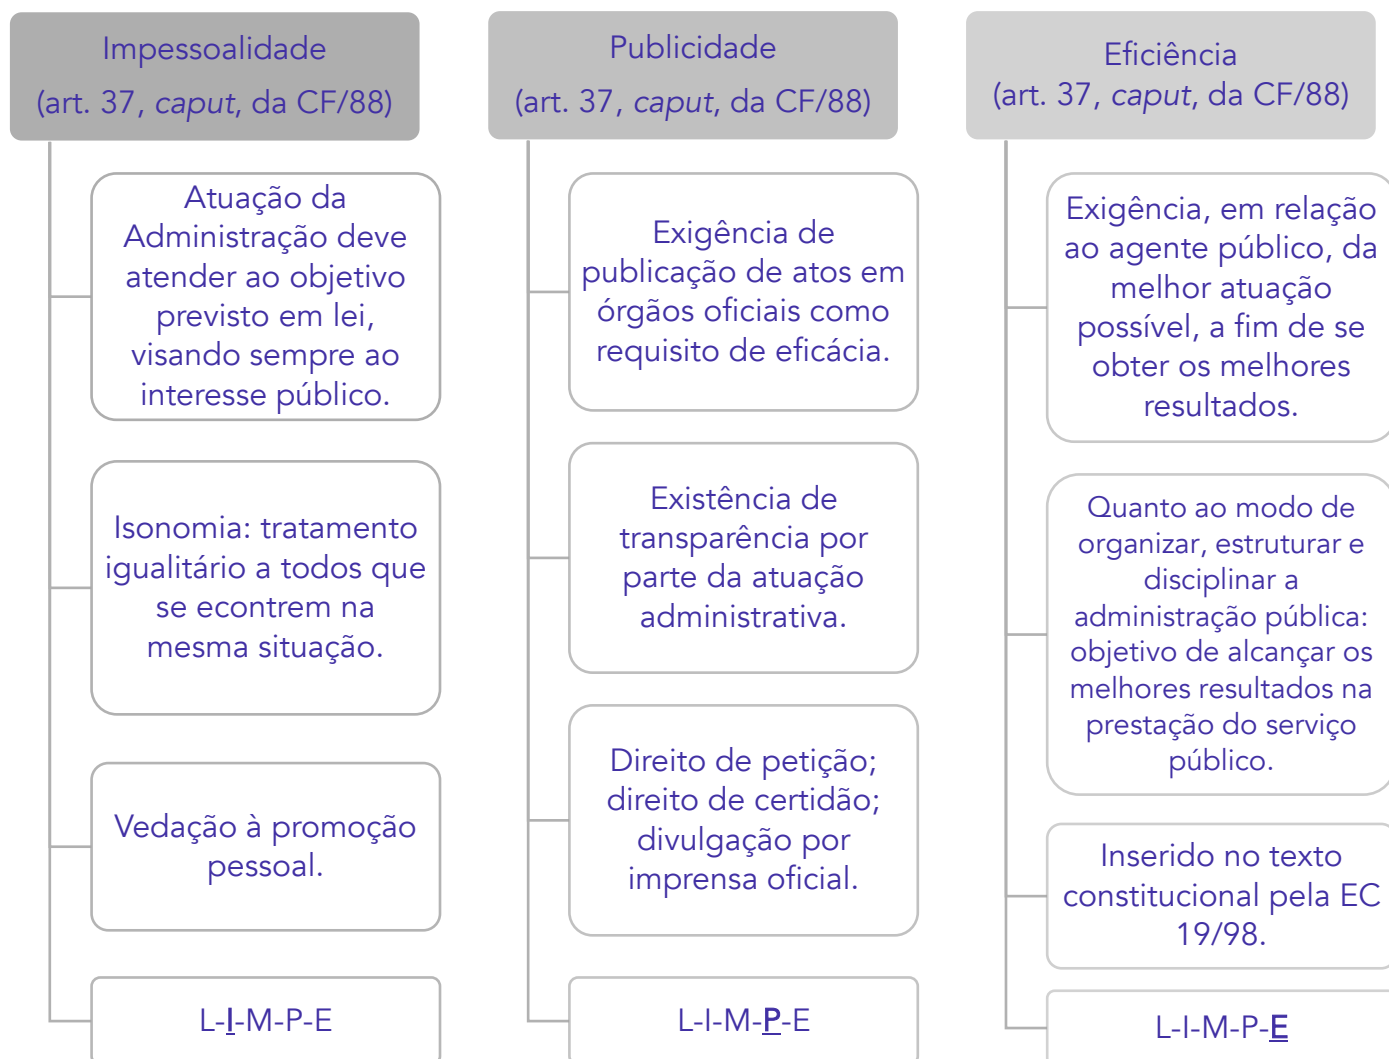 Impessoalidade
(art. 37, caput, da CF/88)
Atuação da
Administração deve
atender ao objetivo
previsto em lei,
visando sempre ao
interesse público.
Isonomia: tratamento
igualitário a todos que
se econtrem na
mesma situação.
Vedação à promoção
pessoal.
L-I-M-P-E
Publicidade
(art. 37, caput, da CF/88)
Exigência de
publicação de atos em
órgãos oficiais como
requisito de eficácia.
Existência de
transparência por
parte da atuação
administrativa.
Direito de petição;
direito de certidão;
divulgação por
imprensa oficial.
L-I-M-P-E
Eficiência
(art. 37, caput, da CF/88)
Exigência, em relação
ao agente público, da
melhor atuação
possível, a fim de se
obter os melhores
resultados.
Quanto ao modo de
organizar, estruturar e
disciplinar a
administração pública:
objetivo de alcançar os
melhores resultados na
prestação do serviço
público.
Inserido no texto
constitucional pela EC
19/98.
L-I-M-P-E